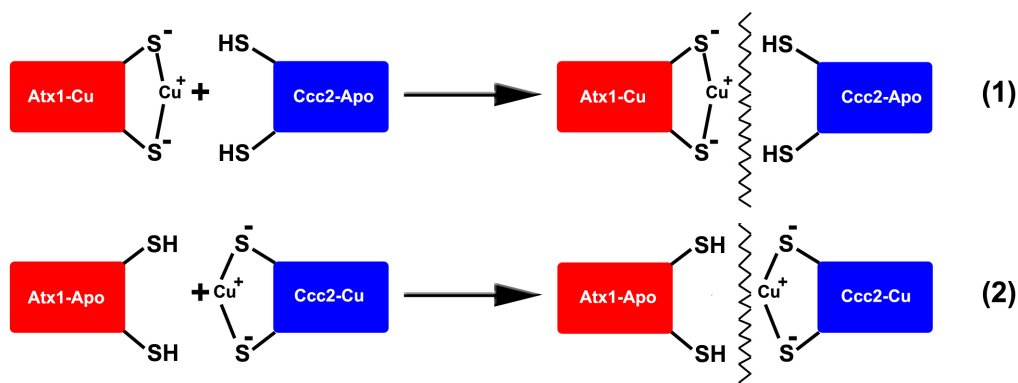 S- HS S- HS
Atx1-Cu Cu+ + Ccc2-Apo Atx1-Cu Cu+ Ccc2-Apo (1)
S- HS S- HS
SH S- SH S-
Atx1-Apo + Cu+ Ccc2-Cu Atx1-Apo Cu+ Ccc2-Cu (2)
SH S- SH S-